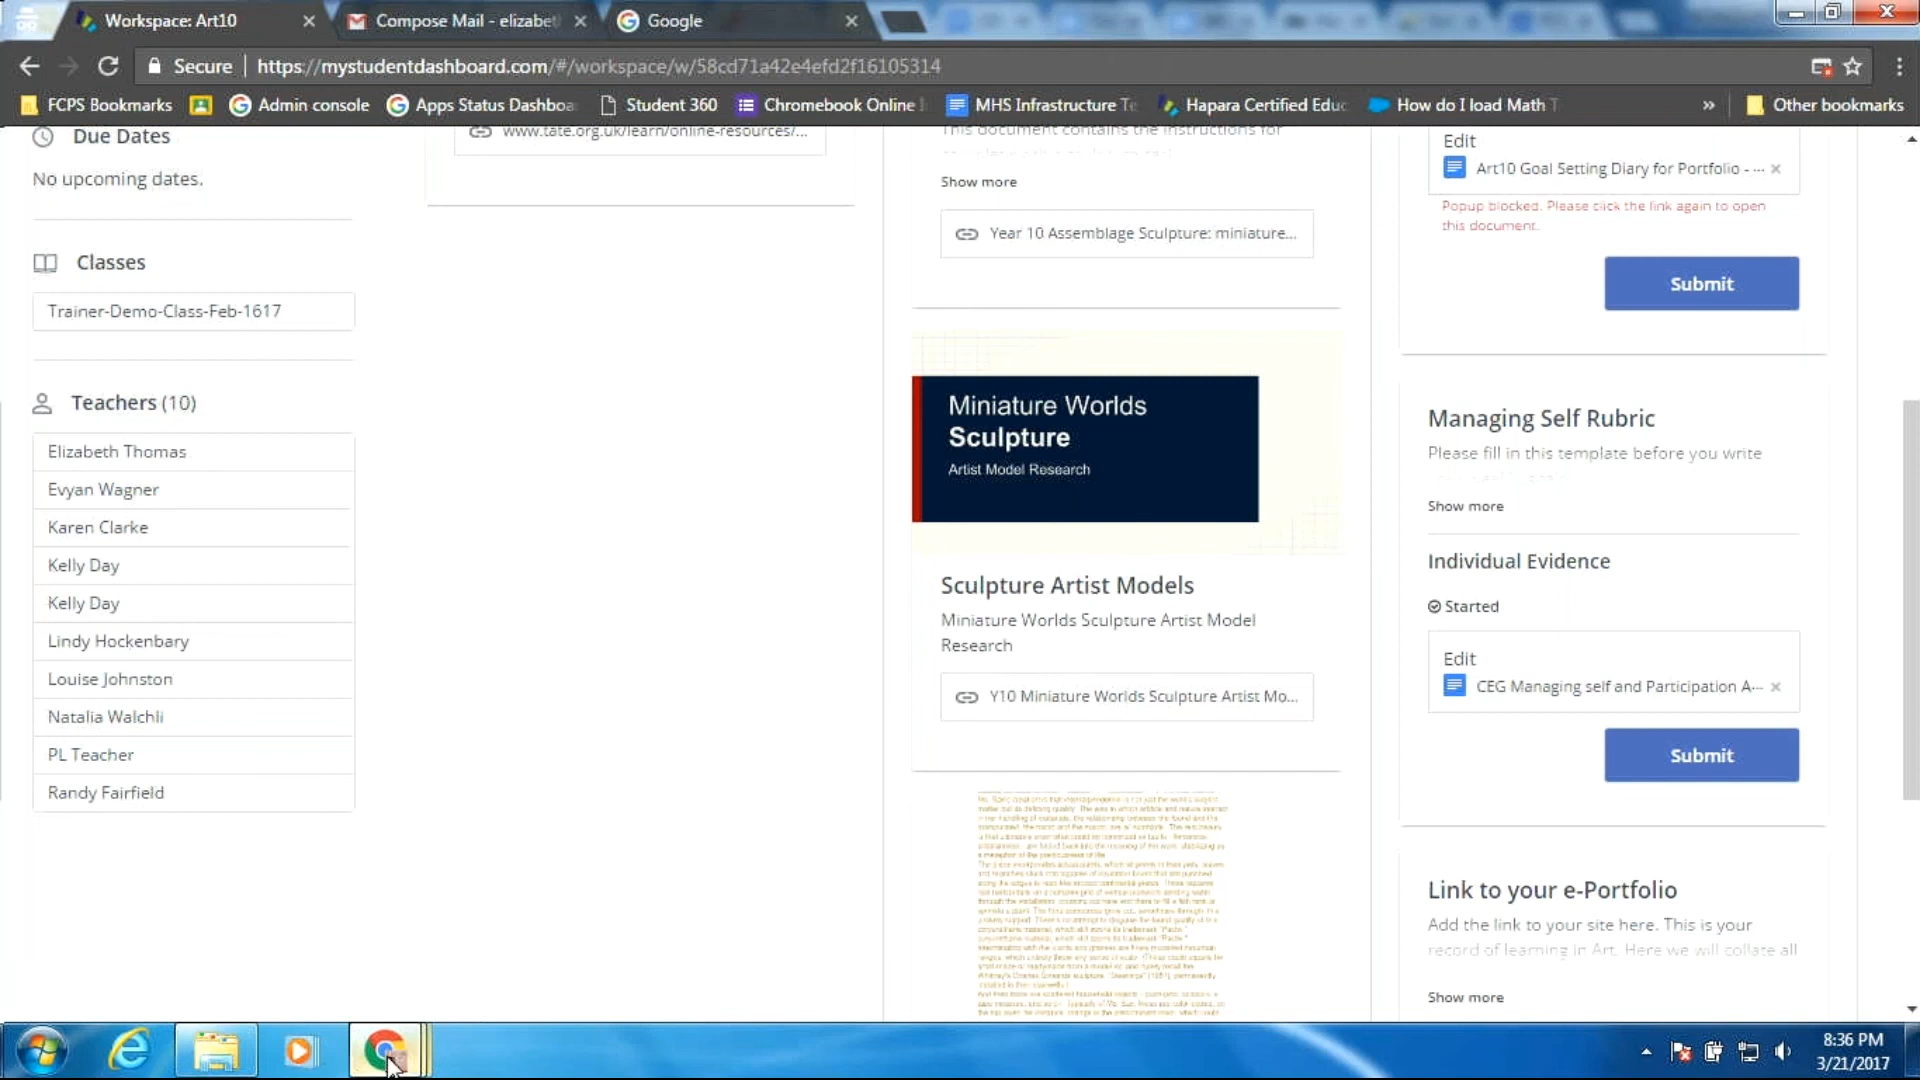 Workspace: Art10
Compose Mail - elizabet
Google
Secure
https://mystudentdashboard.com/#/workspace/w/58cd71a42e4efd2f16105314
FCPS Bookmarks
Admin console
Apps Status Dashboa
Student 360
Chromebook Online
MHS Infrastructure Te
Hapara Certified Educ
How do I load Math T
»
Other bookmarks
Due Dates
No upcoming dates.
Classes
Trainer-Demo-Class-Feb-1617
Teachers (10)
Elizabeth Thomas
Evyan Wagner
Karen Clarke
Kelly Day
Kelly Day
Lindy Hockenbary
Louise Johnston
Natalia Walchli
PL Teacher
Randy Fairfield
www.tate.org.uk/learn/online-resources/...
This document contains the instructions for
Show more
Year 10 Assemblage Sculpture: miniature...
Miniature Worlds
Sculpture
Artist Model Research
Sculpture Artist Models
Miniature Worlds Sculpture Artist Model
Research
Y10 Miniature Worlds Sculpture Artist Mo...
Edit
Art10 Goal Setting Diary for Portfolio - ...
Popup blocked. Please click the link again to open
this document.
Submit
Managing Self Rubric
Please fill in this template before you write
Show more
Individual Evidence
Started
Edit
CEG Managing self and Participation A...
Submit
Link to your e-Portfolio
Add the link to your site here. This is your
record of learning in Art. Here we will collate all
Show more
8:36 PM
3/21/2017